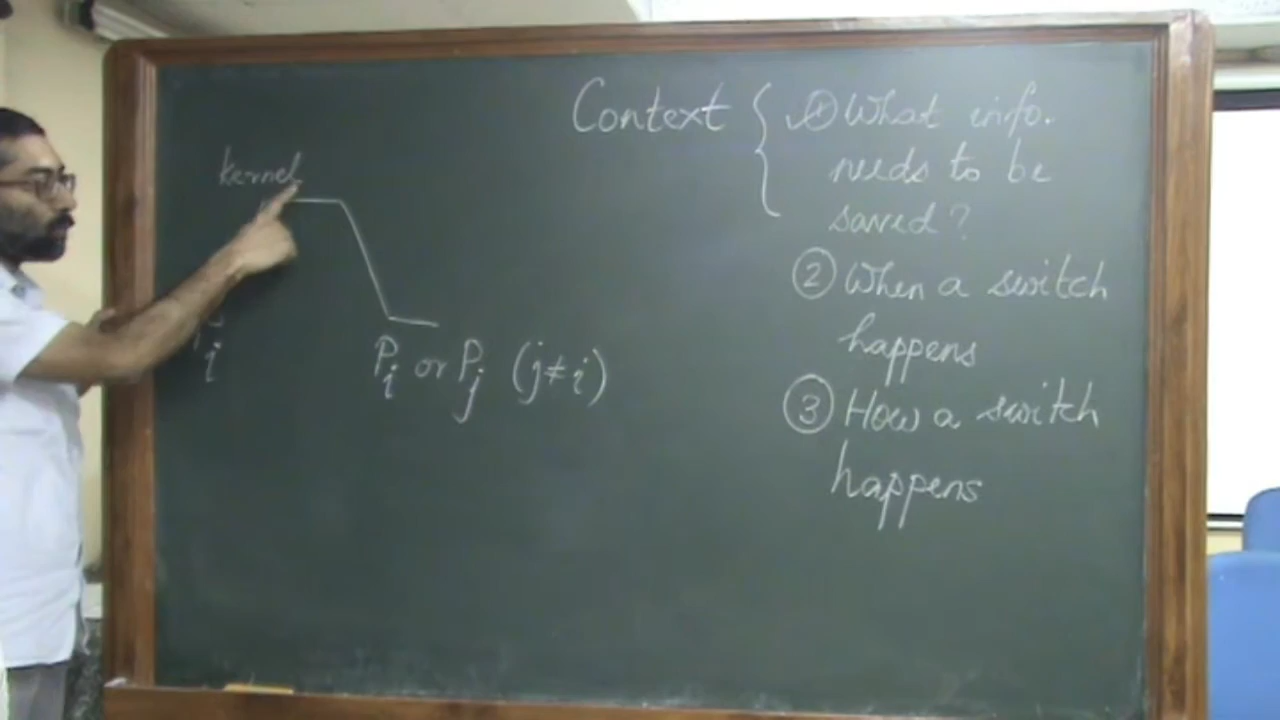 Context { ① What info.
needs to be
saved?
kernel
② When a switch
happens
i
Pi or Pj (j≠i)
③ How a switch
happens